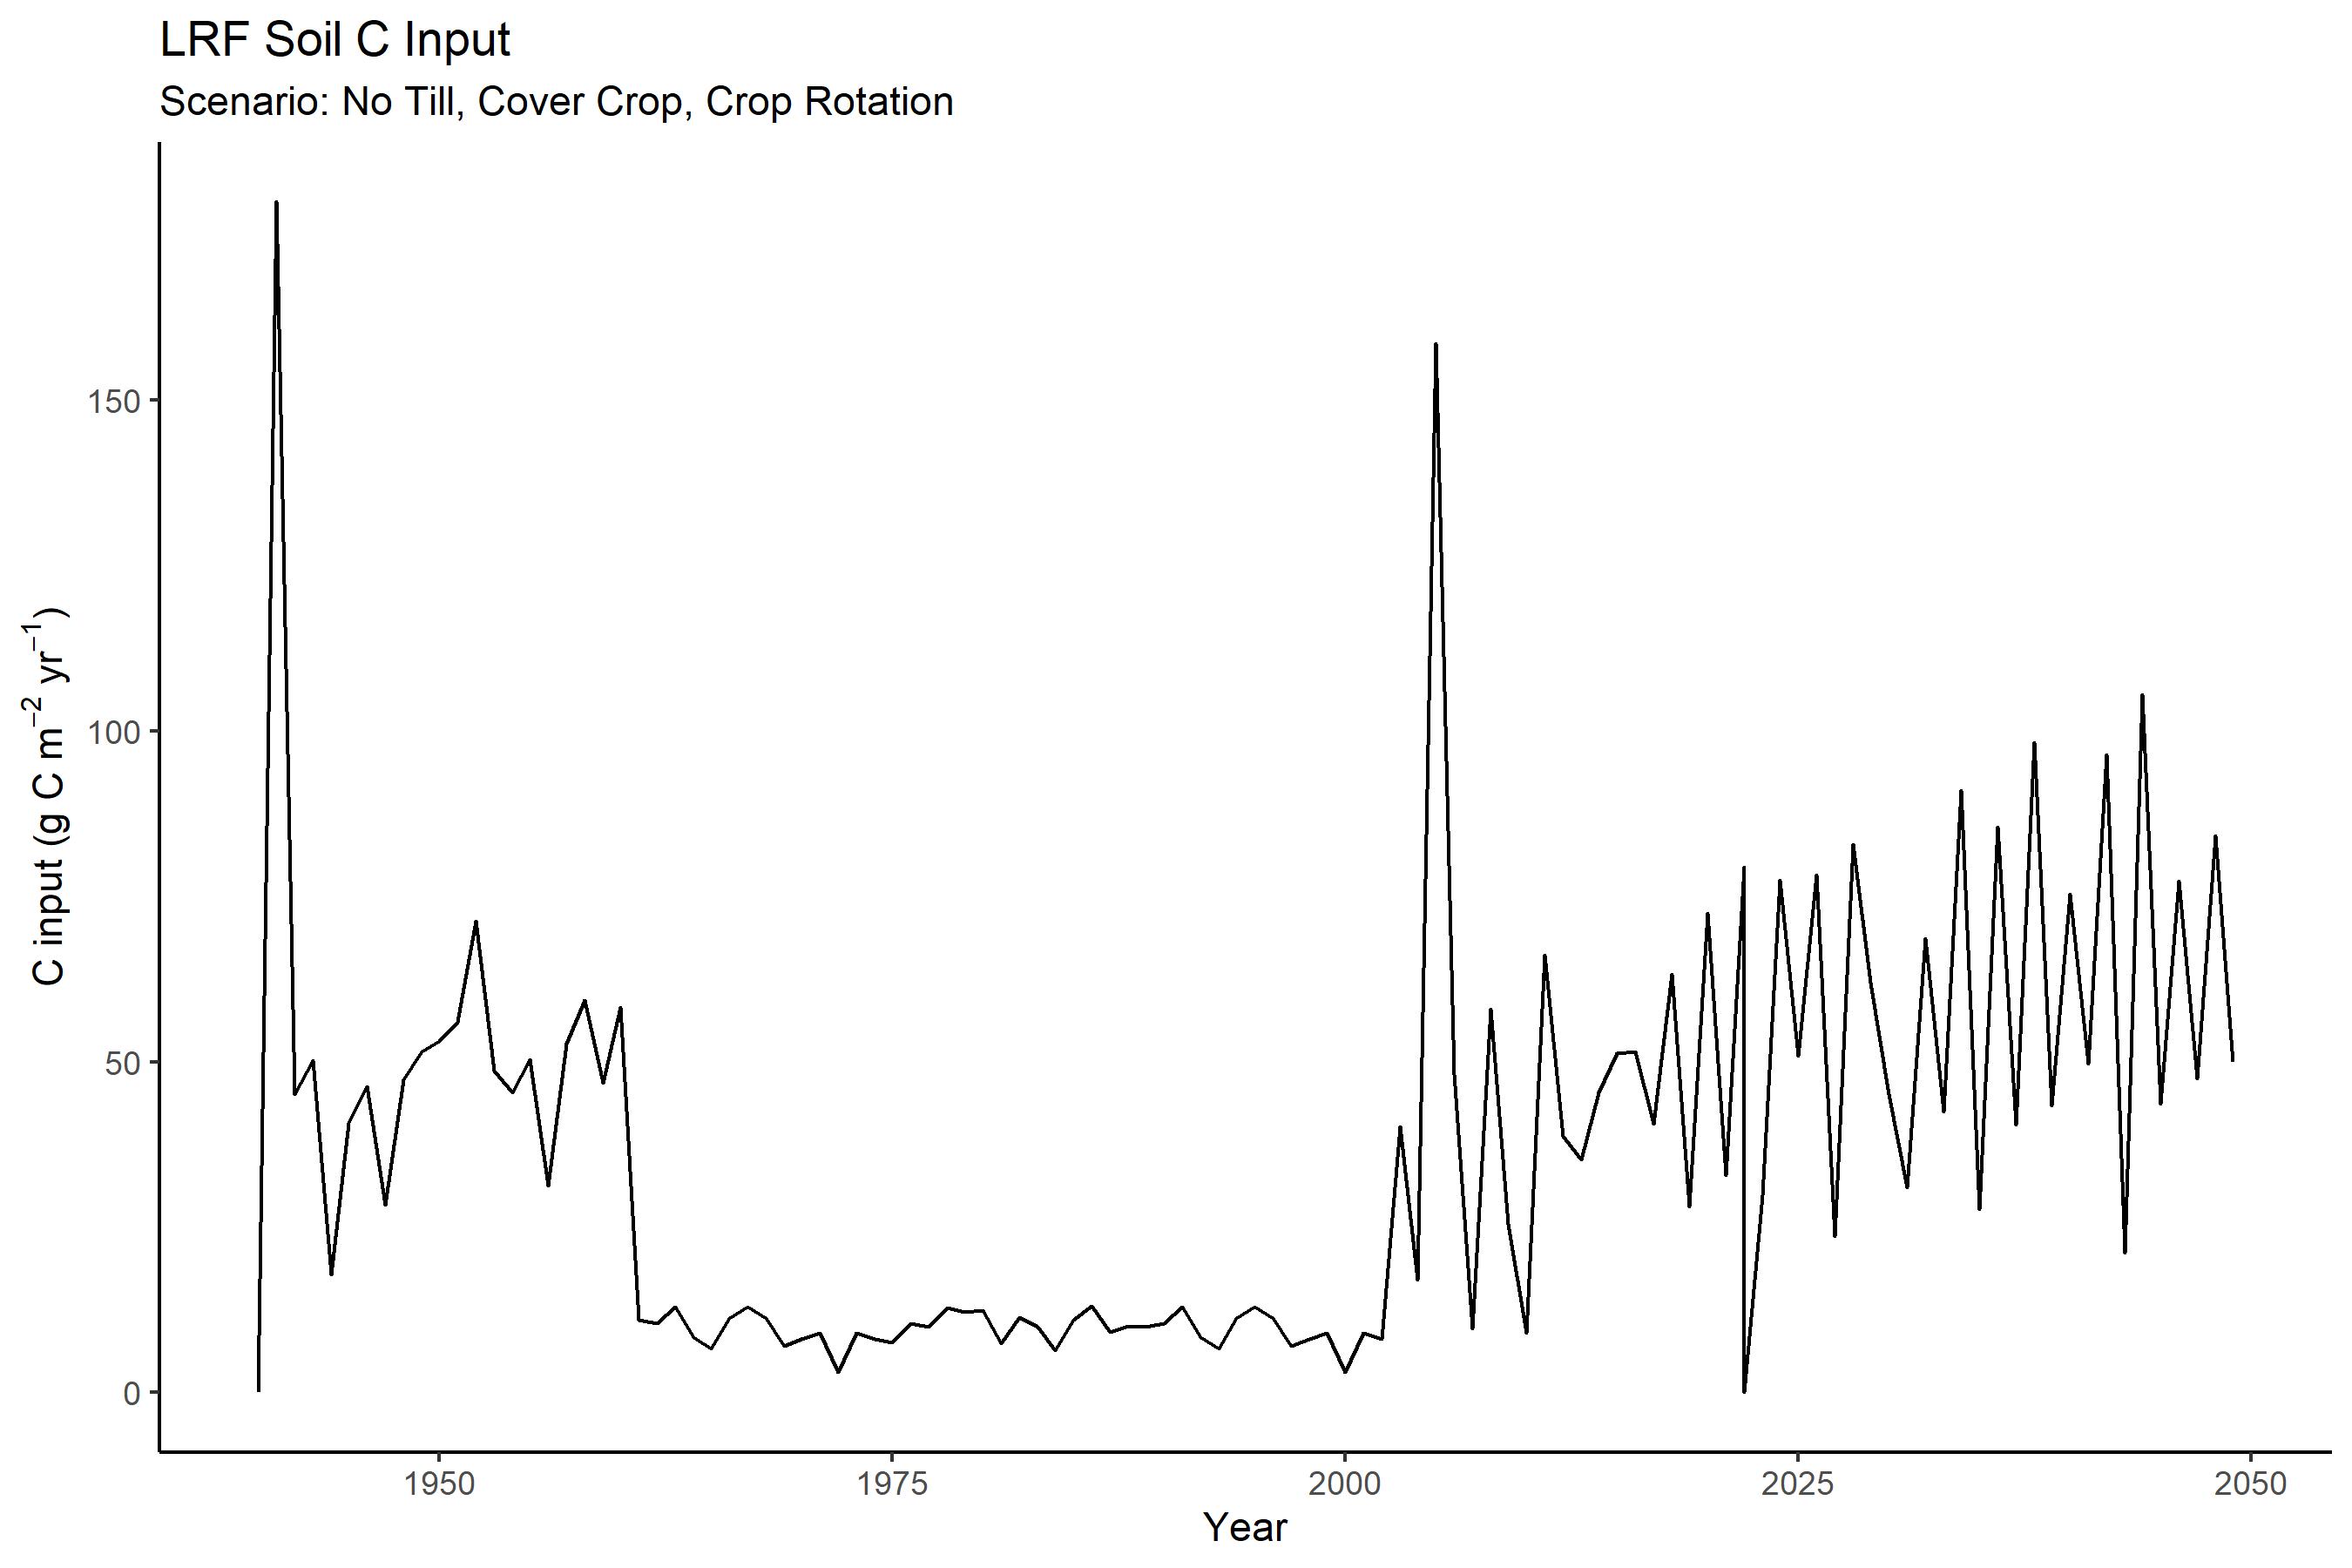 LRF Soil C Input
Scenario: No Till, Cover Crop, Crop Rotation
C input (g C m⁻² yr⁻¹)
150
100
50
0
1950 1975 2000 2025 2050
Year